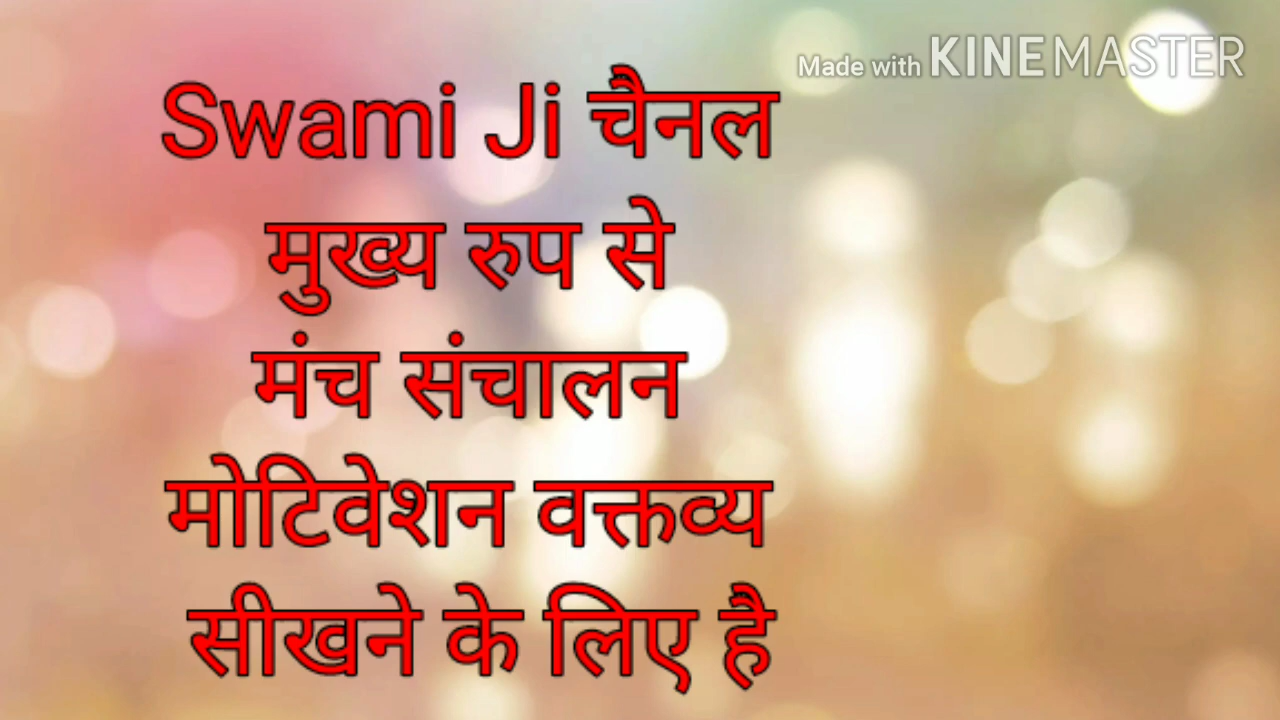 Made with KINEMASTER
Swami Ji चैनल
मुख्य रुप से
मंच संचालन
मोटिवेशन वक्तव्य
सीखने के लिए है